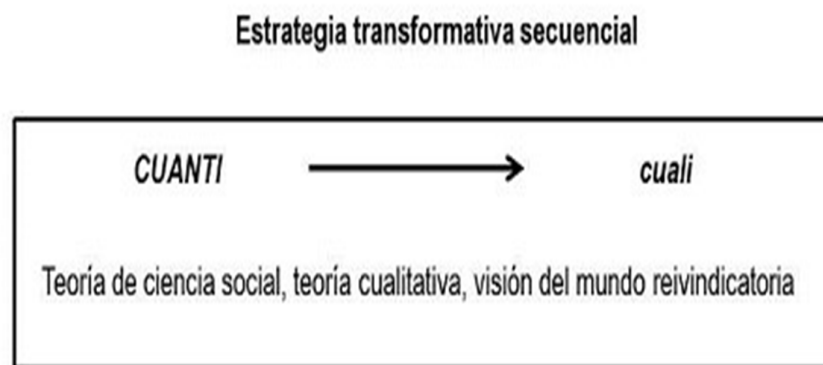 Estrategia transformativa secuencial
CUANTI cuali
Teoría de ciencia social, teoría cualitativa, visión del mundo reivindicatoria